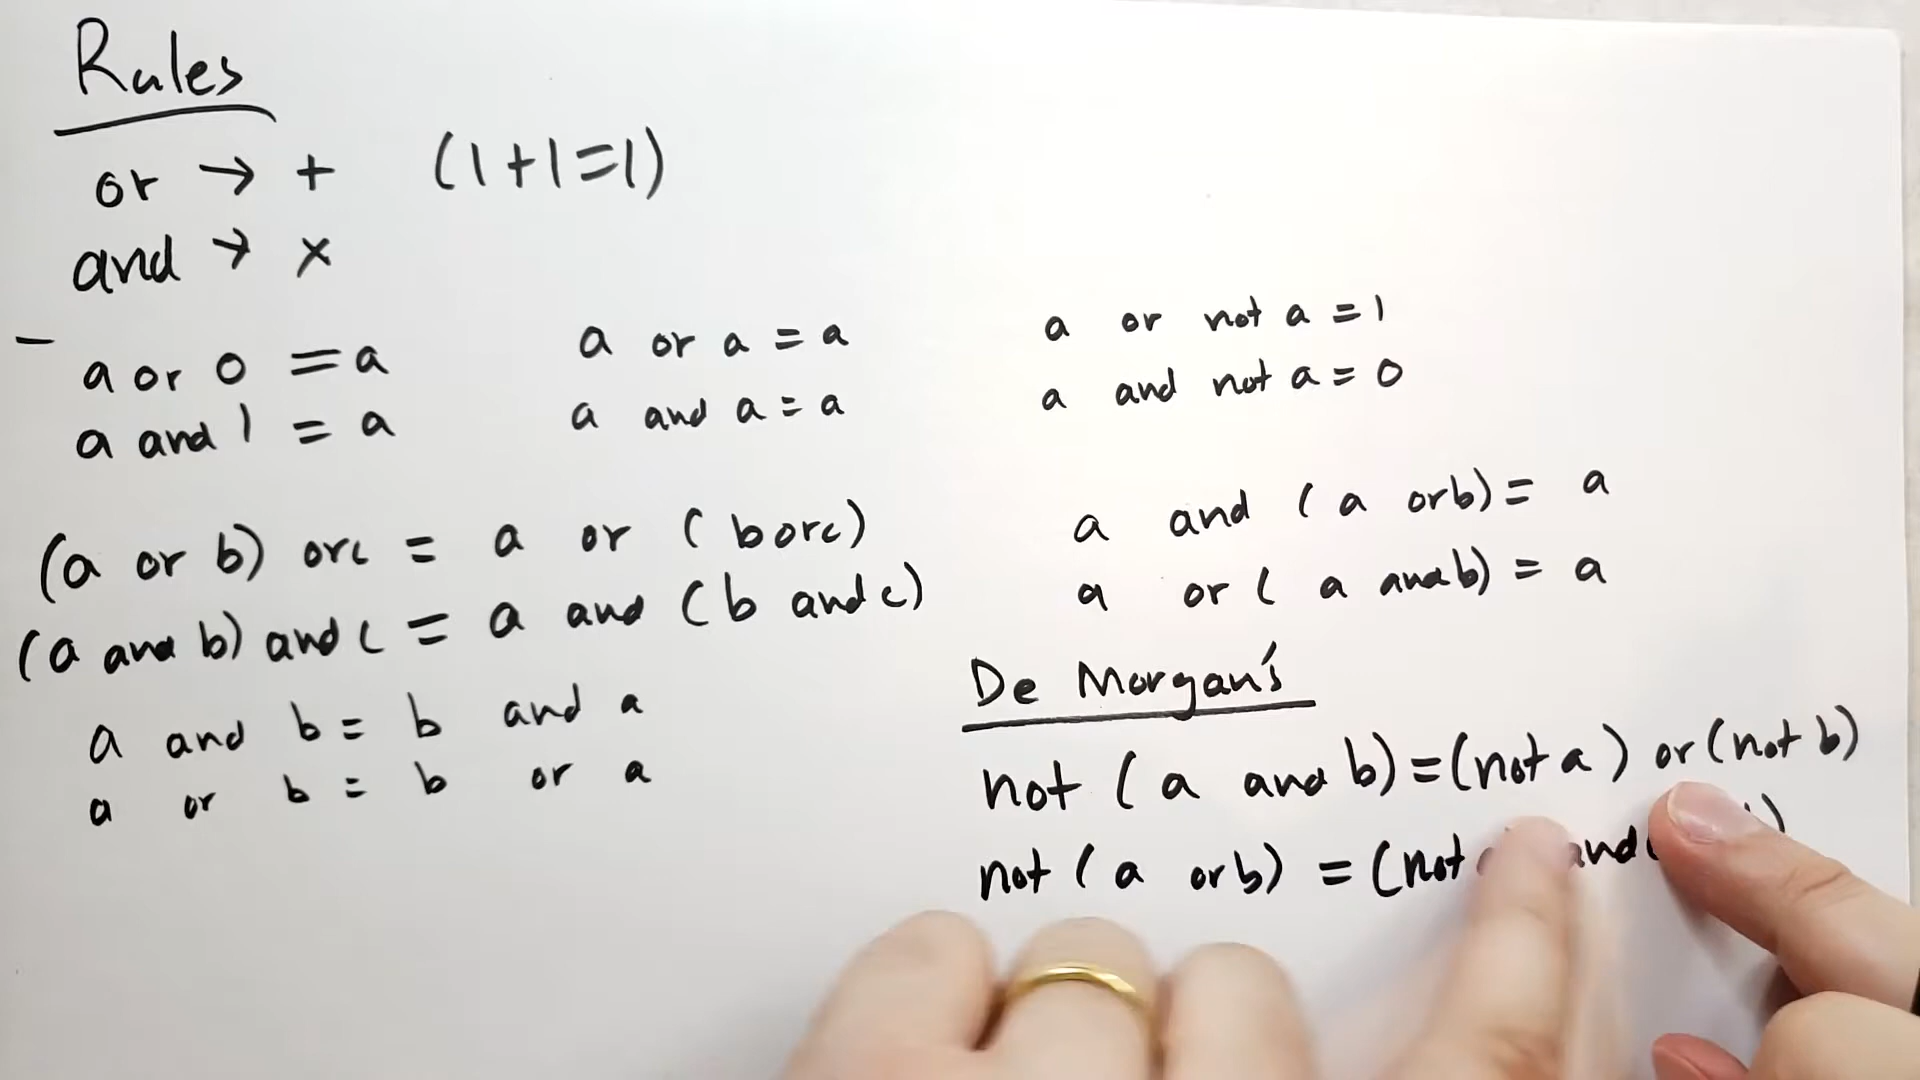 Rules
or → + (1+1=1)
and → ×
a or 0 = a
a and 1 = a
a or a = a
a and a = a
a or not a = 1
a and not a = 0
(a or b) or c = a or (b or c)
(a and b) and c = a and (b and c)
a and b = b and a
a or b = b or a
a and (a or b) = a
a or (a and b) = a
De Morgan's
not (a and b) = (not a) or (not b)
not (a or b) = (not and